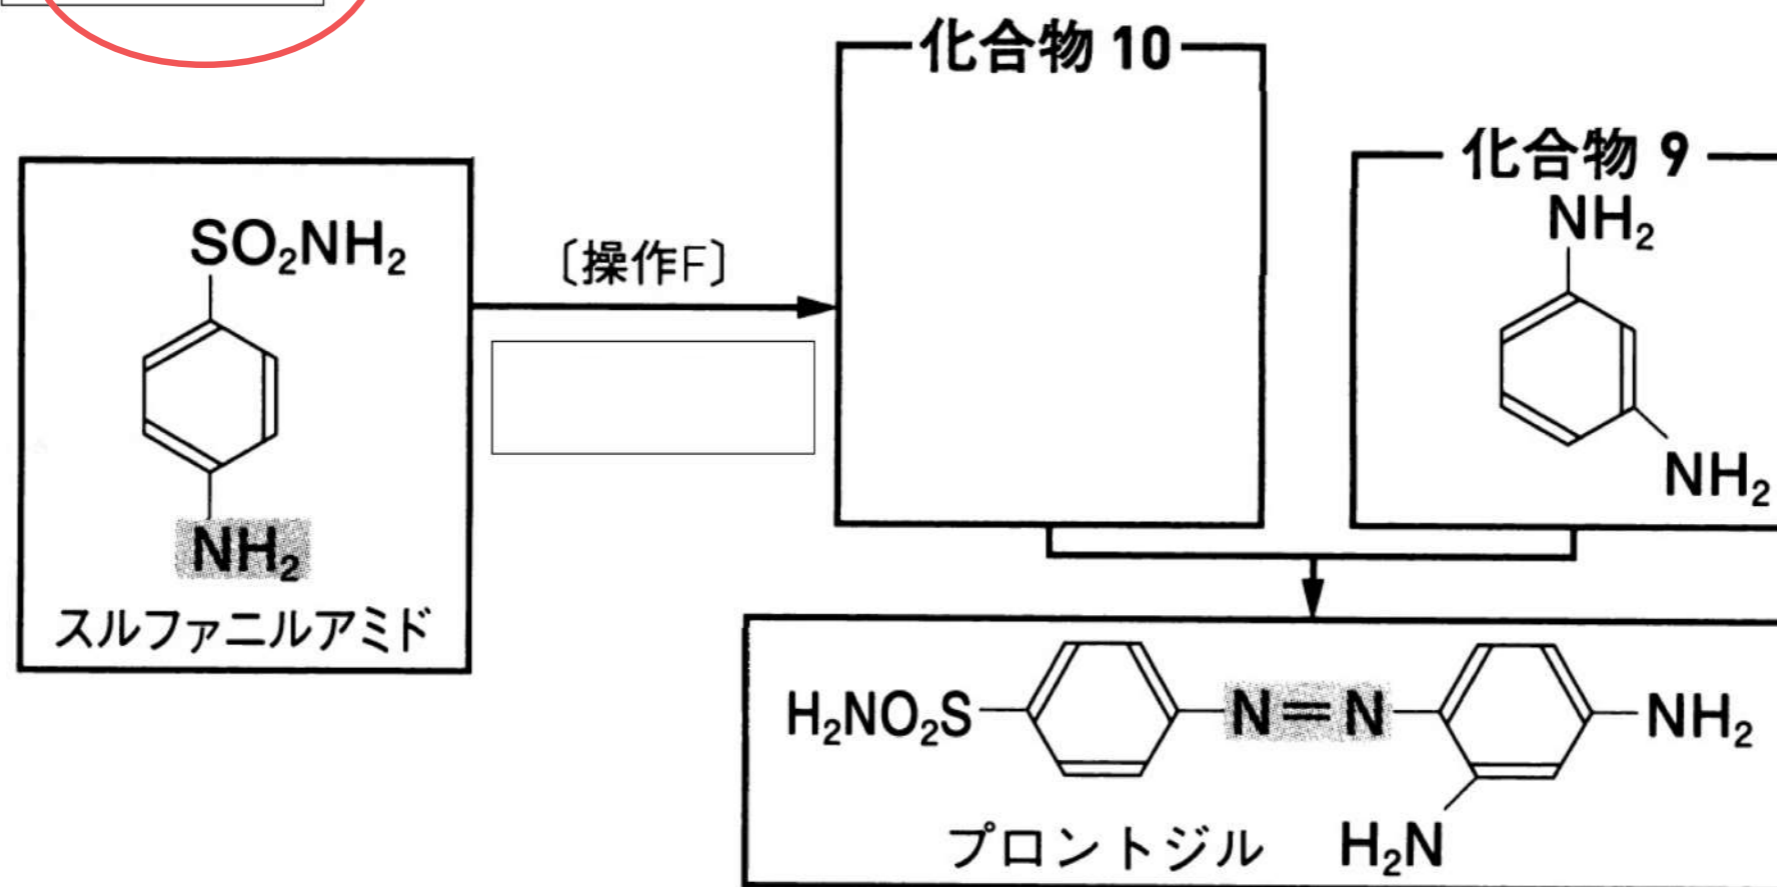 化合物 10
化合物 9
SO₂NH₂
〔操作F〕
NH₂
NH₂
NH₂
スルファニルアミド
H₂NO₂S
N=N
NH₂
H₂N
プロントジル